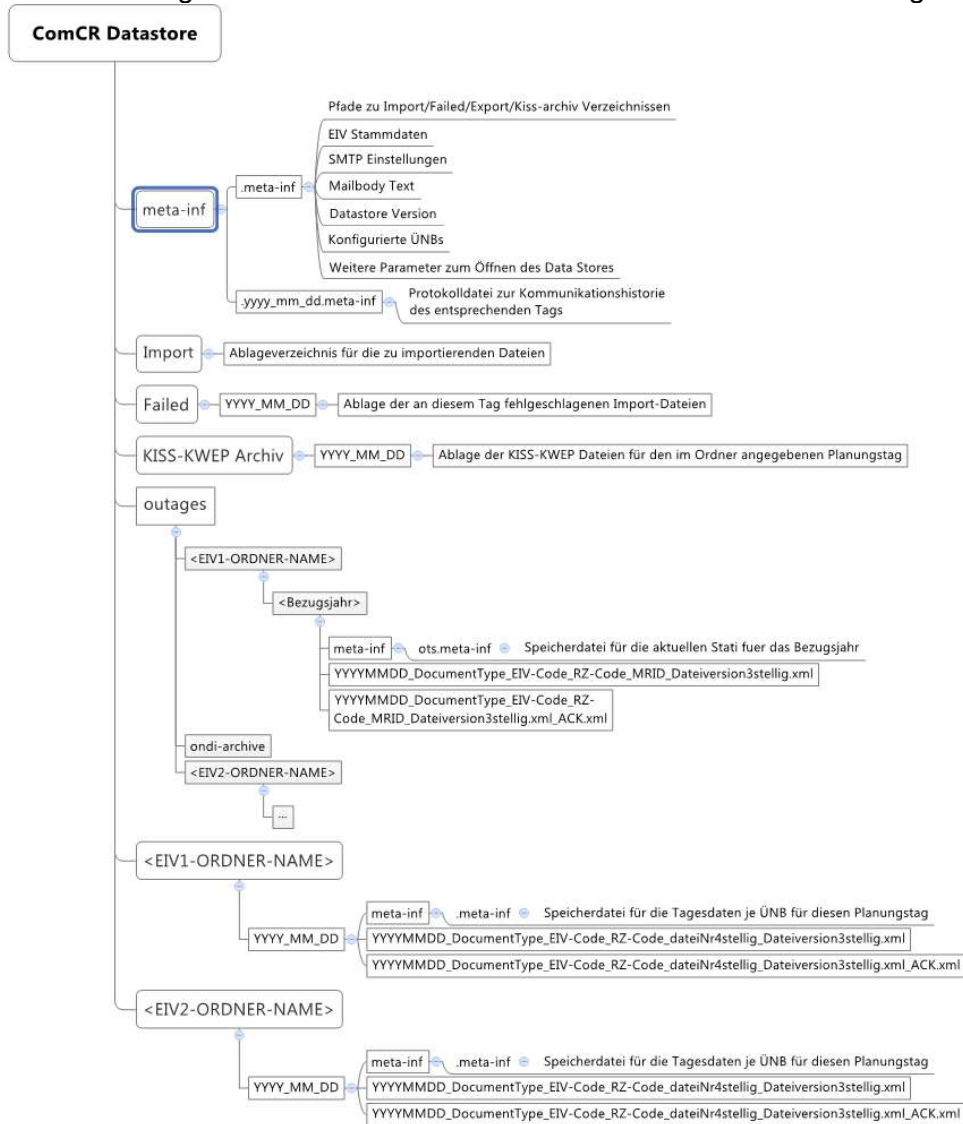 ComCR Datastore
Pfade zu Import/Failed/Export/Kiss-archiv Verzeichnissen
EIV Stammdaten
SMTP Einstellungen
.meta-inf
Mailbody Text
meta-inf
Datastore Version
Konfigurierte ÜNBs
Weitere Parameter zum Öffnen des Data Stores
.yyyy_mm_dd.meta-inf
Protokolldatei zur Kommunikationshistorie
des entsprechenden Tags
Import
Ablageverzeichnis für die zu importierenden Dateien
Failed
YYYY_MM_DD
Ablage der an diesem Tag fehlgeschlagenen Import-Dateien
KISS-KWEP Archiv
YYYY_MM_DD
Ablage der KISS-KWEP Dateien für den im Ordner angegebenen Planungstag
outages
<EIV1-ORDNER-NAME>
<Bezugsjahr>
meta-inf
ots.meta-inf
Speicherdatei für die aktuellen Stati fuer das Bezugsjahr
YYYYMMDD_DocumentType_EIV-Code_RZ-Code_MRID_Dateiversion3stellig.xml
YYYYMMDD_DocumentType_EIV-Code_RZ-
Code_MRID_Dateiversion3stellig.xml_ACK.xml
ondi-archive
<EIV2-ORDNER-NAME>
...
<EIV1-ORDNER-NAME>
YYYY_MM_DD
meta-inf
.meta-inf
Speicherdatei für die Tagesdaten je ÜNB für diesen Planungstag
YYYYMMDD_DocumentType_EIV-Code_RZ-Code_dateiNr4stellig_Dateiversion3stellig.xml
YYYYMMDD_DocumentType_EIV-Code_RZ-Code_dateiNr4stellig_Dateiversion3stellig.xml_ACK.xml
<EIV2-ORDNER-NAME>
YYYY_MM_DD
meta-inf
.meta-inf
Speicherdatei für die Tagesdaten je ÜNB für diesen Planungstag
YYYYMMDD_DocumentType_EIV-Code_RZ-Code_dateiNr4stellig_Dateiversion3stellig.xml
YYYYMMDD_DocumentType_EIV-Code_RZ-Code_dateiNr4stellig_Dateiversion3stellig.xml_ACK.xml